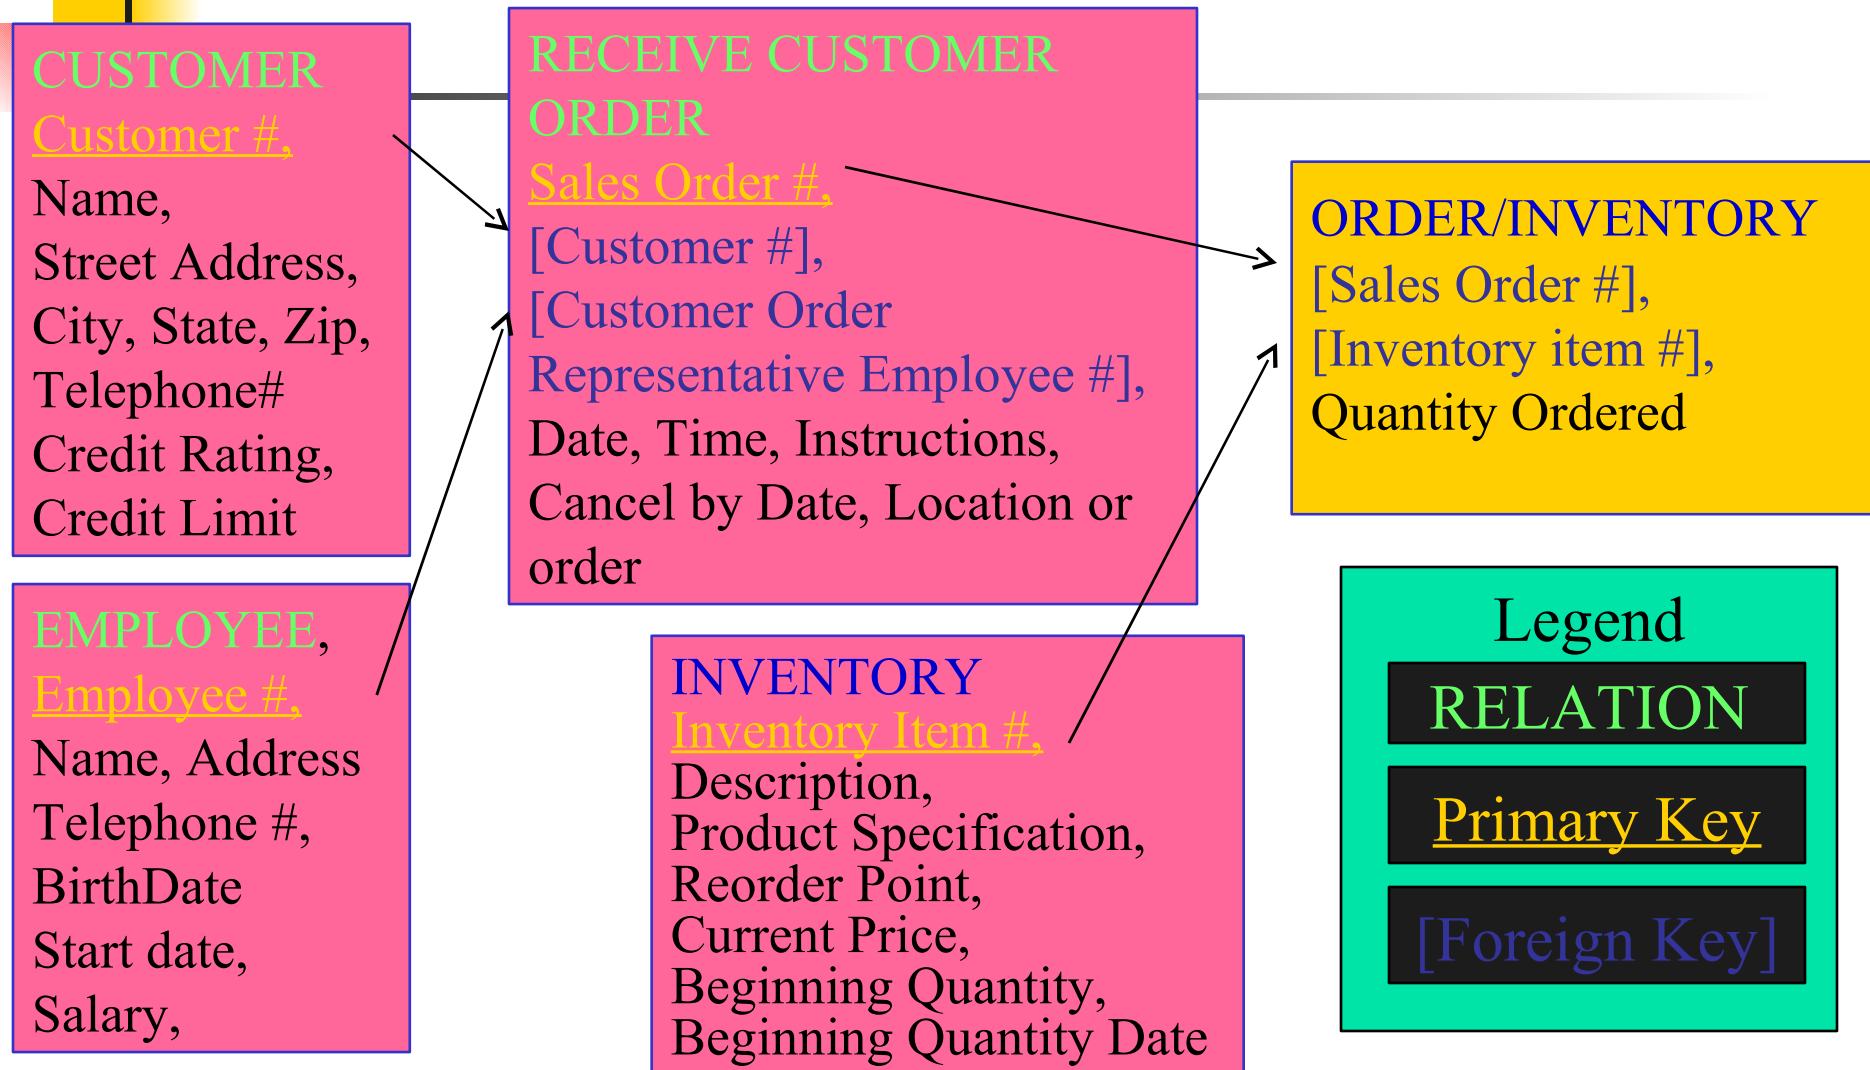 CUSTOMER
Customer #,
Name,
Street Address,
City, State, Zip,
Telephone#
Credit Rating,
Credit Limit
RECEIVE CUSTOMER
ORDER
Sales Order #,
[Customer #],
[Customer Order
Representative Employee #],
Date, Time, Instructions,
Cancel by Date, Location or
order
ORDER/INVENTORY
[Sales Order #],
[Inventory item #],
Quantity Ordered
EMPLOYEE,
Employee #,
Name, Address
Telephone #,
BirthDate
Start date,
Salary,
INVENTORY
Inventory Item #,
Description,
Product Specification,
Reorder Point,
Current Price,
Beginning Quantity,
Beginning Quantity Date
Legend
RELATION
Primary Key
[Foreign Key]